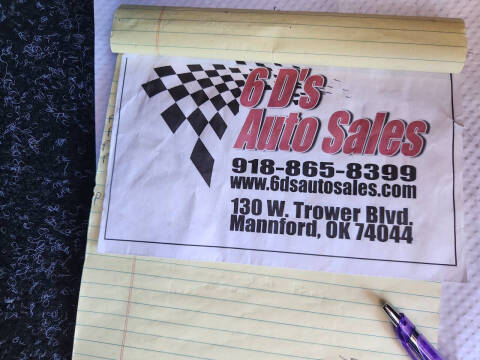 6 D's
Auto Sales
918-865-8399
www.6dsautosales.com
130 W. Trower Blvd.
Mannford, OK 74044